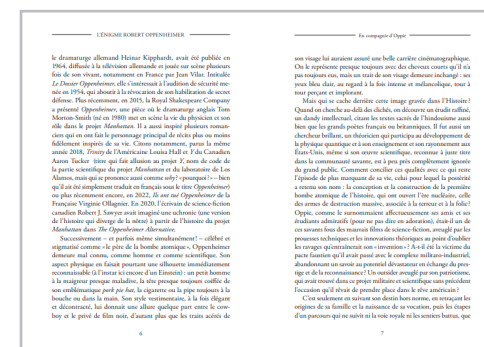 L'ÉNIGME ROBERT OPPENHEIMER
le dramaturge allemand Heinar Kipphardt, avait été publiée en
1964, diffusée à la télévision allemande et jouée sur scène plusieurs
fois de son vivant, notamment en France par Jean Vilar. Intitulée
Le Dossier Oppenheimer, elle s'intéressait à l'audition de sécurité me-
née en 1954, qui aboutit à la révocation de son habilitation de secret
défense. Plus récemment, en 2015, la Royal Shakespeare Company
a présenté Oppenheimer, une pièce où le dramaturge anglais Tom
Morton-Smith (né en 1980) met en scène la vie du physicien et son
rôle dans le projet Manhattan. Il a aussi inspiré plusieurs roman-
ciers qui en ont fait le personnage principal de récits plus ou moins
fidèlement inspirés de sa vie. Citons notamment, parus la même
année 2018, Trinity de l'Américaine Louisa Hall et Y du Canadien
Aaron Tucker (titre qui fait allusion au projet Y, nom de code de
la partie scientifique du projet Manhattan et du laboratoire de Los
Alamos, mais qui se prononce aussi comme why? « pourquoi ? » – bien
qu'il ait été simplement traduit en français sous le titre Oppenheimer)
ou plus récemment encore, en 2022, Ils ont tué Oppenheimer de la
Française Virginie Ollagnier. En 2020, l'écrivain de science-fiction
canadien Robert J. Sawyer avait imaginé une uchronie (une version
de l'histoire qui diverge de la nôtre) à partir de l'histoire du projet
Manhattan dans The Oppenheimer Alternative.
Successivement – et parfois même simultanément ! – célébré et
stigmatisé comme « le père de la bombe atomique », Oppenheimer
demeure mal connu, comme homme et comme scientifique. Son
aspect physique en faisait pourtant une silhouette immédiatement
reconnaissable (à l'instar ici encore d'un Einstein) : un petit homme
à la maigreur presque maladive, la tête presque toujours coiffée de
son emblématique pork pie hat, la cigarette ou la pipe toujours à la
bouche ou dans la main. Son style vestimentaire, à la fois élégant
et décontracté, lui donnait une allure quelque part entre le cow-
boy et le privé de film noir, d'autant plus que les traits acérés de
6
En compagnie d'Oppie
son visage lui auraient assuré une belle carrière cinématographique.
On le représente presque toujours avec des cheveux courts qu'il n'a
pas toujours eus, mais un trait de son visage demeure inchangé : ses
yeux bleu clair, au regard à la fois intense et mélancolique, tour à
tour perçant et implorant.
Mais qui se cache derrière cette image gravée dans l'Histoire ?
Quand on cherche au-delà des clichés, on découvre un érudit raffiné,
un dandy intellectuel, citant les textes sacrés de l'hindouisme aussi
bien que les grands poètes français ou britanniques. Il fut aussi un
chercheur brillant, un théoricien qui participa au développement de
la physique quantique et à son enseignement et son rayonnement aux
États-Unis, même si son œuvre scientifique, reconnue à juste titre
dans la communauté savante, est à peu près complètement ignorée
du grand public. Comment concilier ces qualités avec ce qui reste
l'épisode de plus marquant de sa vie, celui pour lequel la postérité
a retenu son nom : la conception et la construction de la première
bombe atomique de l'histoire, qui ont ouvert l'ère nucléaire, celle
des armes de destruction massive, associée à la terreur et à la folie ?
Oppie, comme le surnommaient affectueusement ses amis et ses
étudiants admiratifs (pour ne pas dire en adoration), était-il un de
ces savants fous des mauvais films de science-fiction, aveuglé par les
prouesses techniques et les innovations théoriques au point d'oublier
les ravages qu'entraînerait son « invention » ? A-t-il été la victime du
pacte faustien qu'il avait passé avec le complexe militaro-industriel,
abandonnant un savoir au potentiel dévastateur en échange du pres-
tige et de la reconnaissance ? Un outsider aveuglé par son patriotisme,
qui avait trouvé dans ce projet militaire et scientifique sans précédent
l'occasion qu'il rêvait de prendre place dans le rêve américain ?
C'est seulement en suivant son destin hors norme, en retraçant les
origines de sa famille et la naissance de sa vocation, puis les étapes
d'un parcours qui ne suivit ni la voie royale ni les sentiers battus, que
7